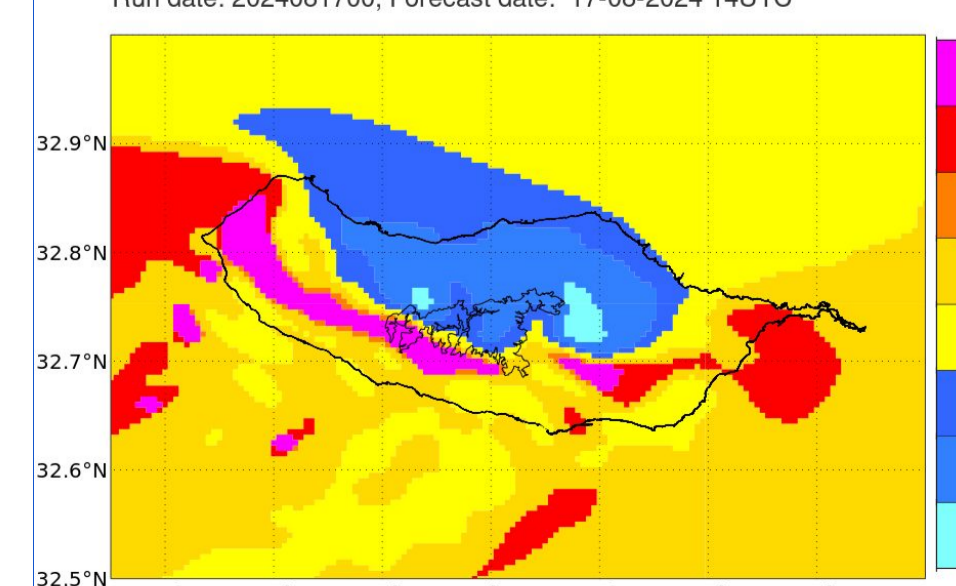 Run date: 2024081700, Forecast date: 17-08-2024 14UTC
32.9°N
32.8°N
32.7°N
32.6°N
32.5°N